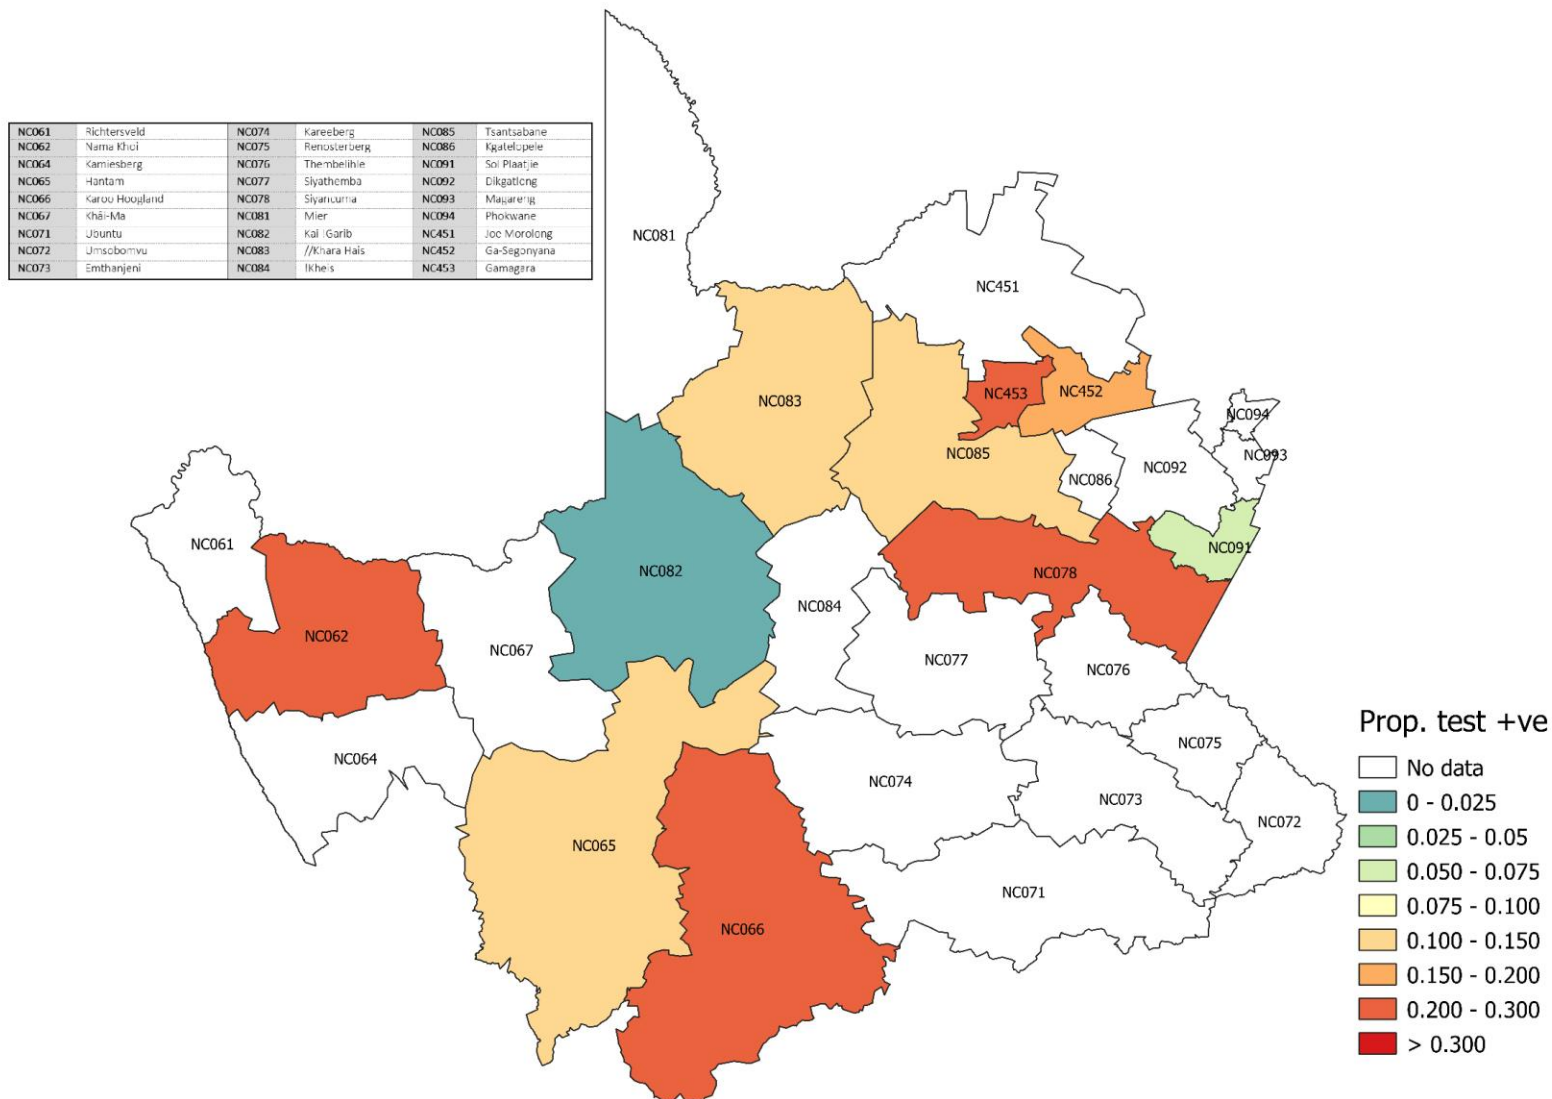 NC061 Richtersveld NC074 Kareeberg NC085 Tsantsabane
NC062 Nama Khoi NC075 Renosterberg NC086 Kgatelopele
NC064 Kamiesberg NC076 Thembelihle NC091 Sol Plaatjie
NC065 Hantam NC077 Siyathemba NC092 Dikgatlong
NC066 Karoo Hoogland NC078 Siyancuma NC093 Magareng
NC067 Khâi-Ma NC081 Mier NC094 Phokwane
NC071 Ubuntu NC082 Kai !Garib NC451 Joe Morolong
NC072 Umsobomvu NC083 //Khara Hais NC452 Ga-Segonyana
NC073 Emthanjeni NC084 !Kheis NC453 Gamagara
NC081
NC451
NC453
NC452
NC083
NC094
NC085
NC093
NC092
NC086
NC061
NC091
NC082
NC078
NC084
NC062
NC067
NC077
NC076
NC075
NC064
NC074
NC073
NC072
NC065
NC071
NC066
Prop. test +ve
No data
0 - 0.025
0.025 - 0.05
0.050 - 0.075
0.075 - 0.100
0.100 - 0.150
0.150 - 0.200
0.200 - 0.300
> 0.300